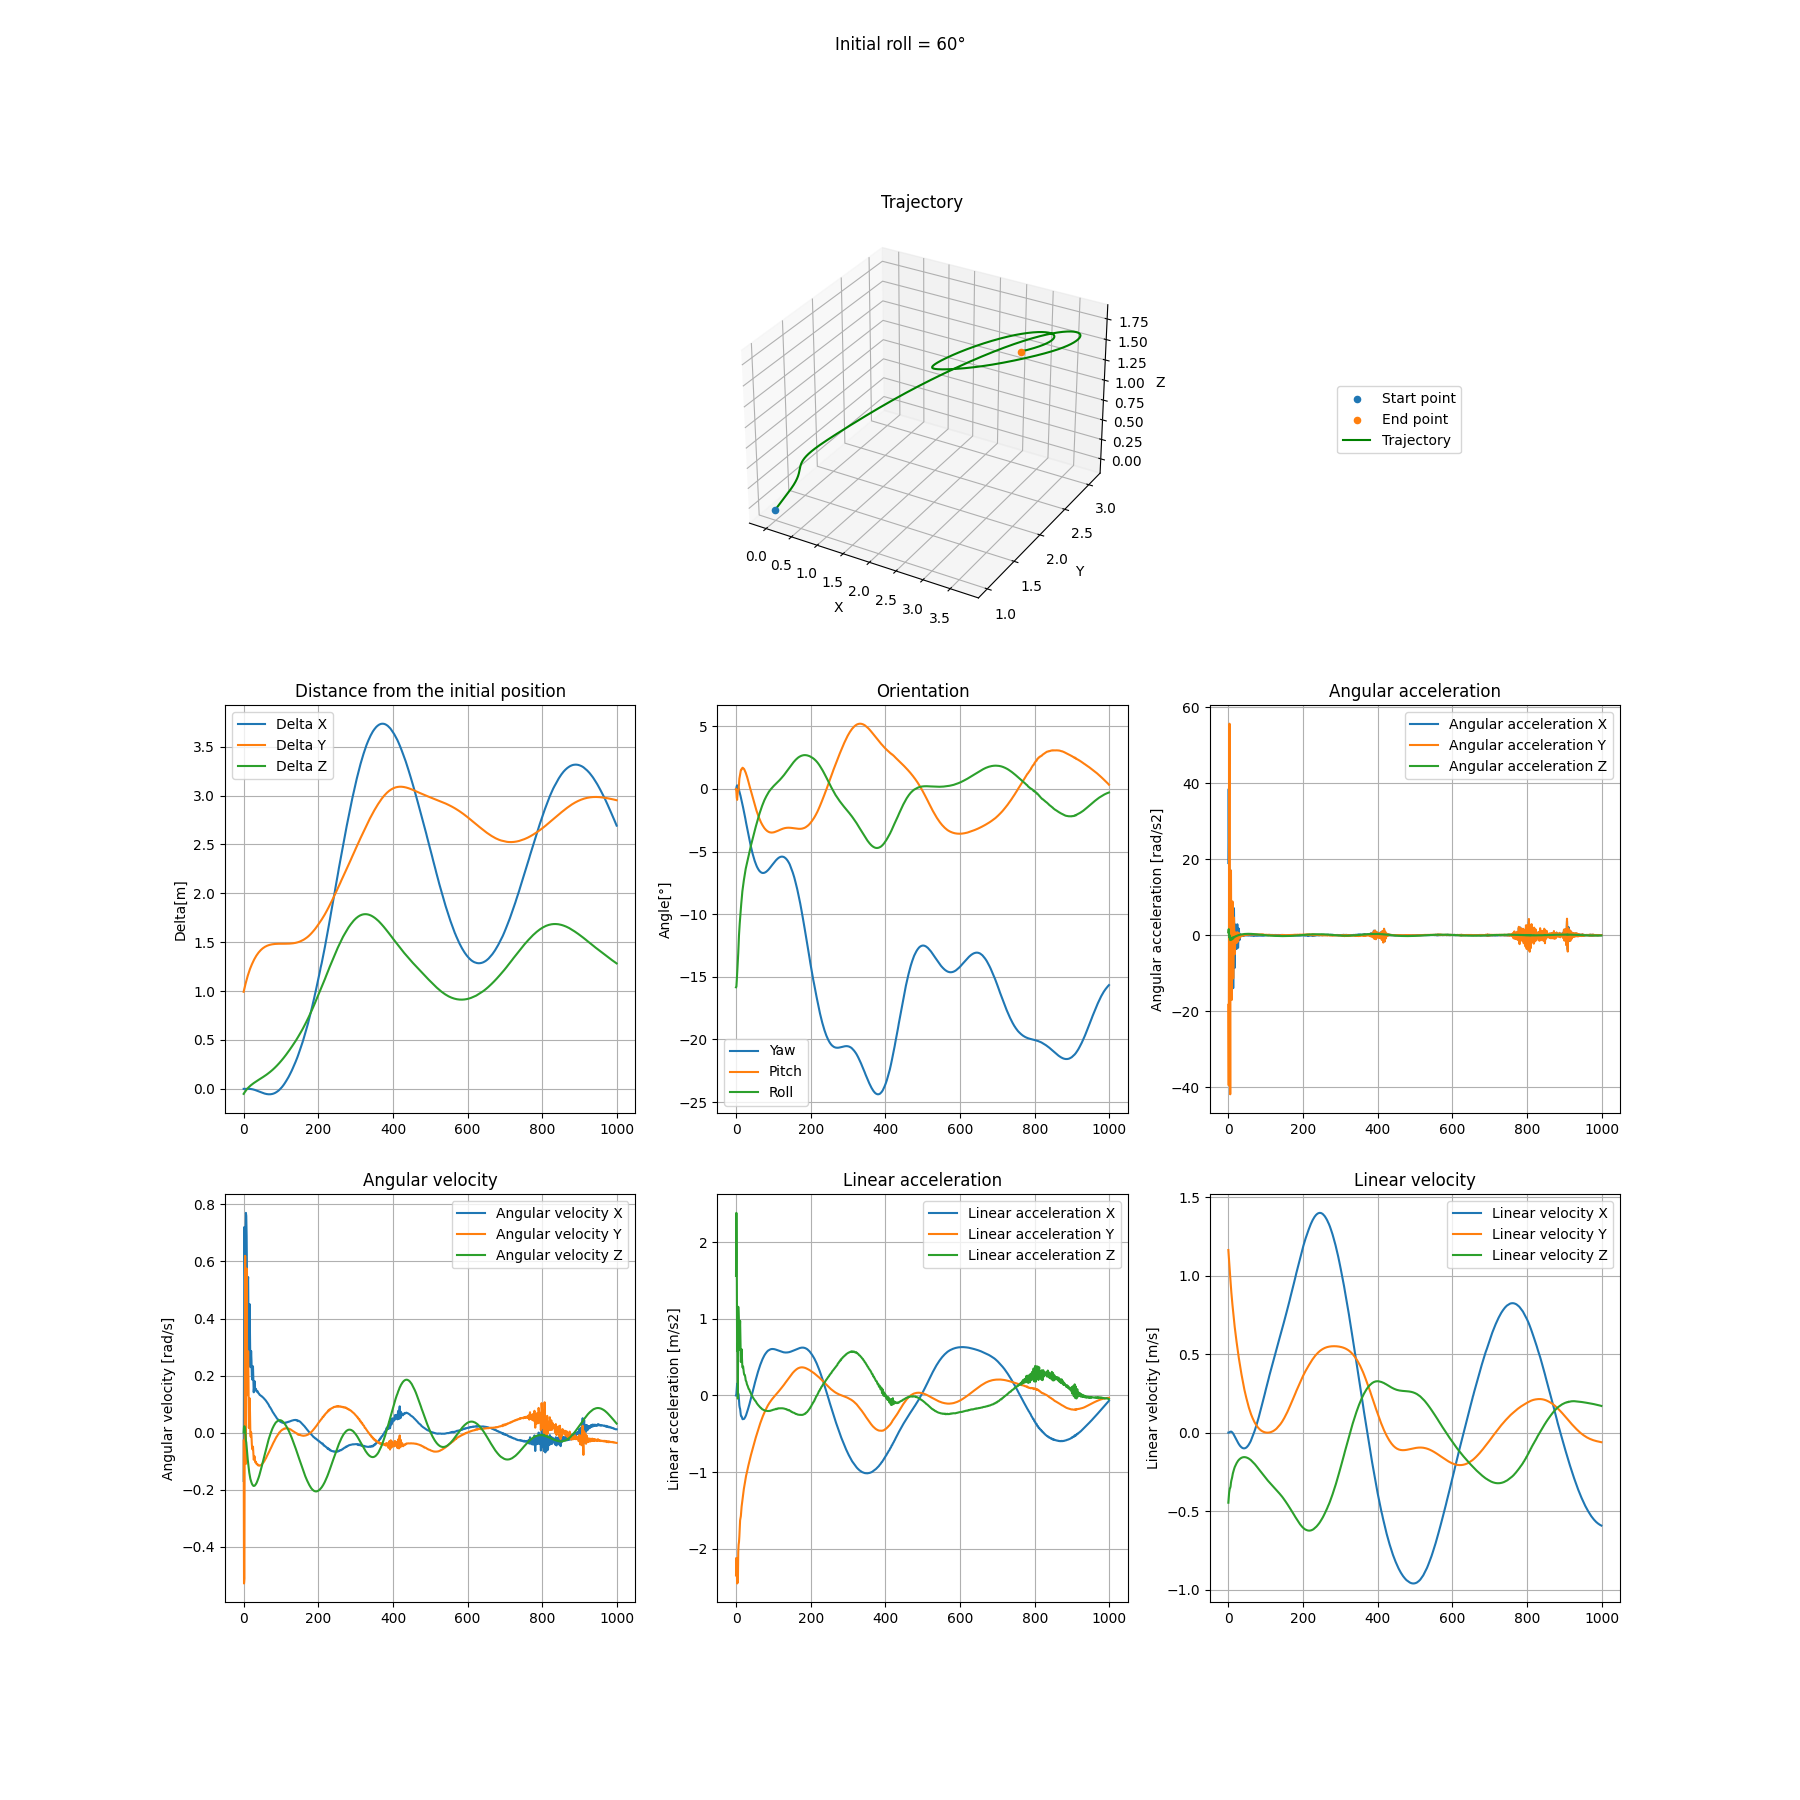 Initial roll = 60°
Trajectory
1.75
1.50
1.25
1.00
0.75
0.50
0.25
0.00
Z
3.0
2.5
2.0
1.5
1.0
Y
0.0
0.5
1.0
1.5
2.0
2.5
3.0
3.5
X
Start point
End point
Trajectory
Distance from the initial position
Delta X
Delta Y
Delta Z
Delta[m]
3.5
3.0
2.5
2.0
1.5
1.0
0.5
0.0
0 200 400 600 800 1000
Orientation
Angle[°]
5
0
−5
−10
−15
−20
−25
Yaw
Pitch
Roll
0 200 400 600 800 1000
Angular acceleration
Angular acceleration X
Angular acceleration Y
Angular acceleration Z
Angular acceleration [rad/s2]
60
40
20
0
−20
−40
0 200 400 600 800 1000
Angular velocity
Angular velocity X
Angular velocity Y
Angular velocity Z
Angular velocity [rad/s]
0.8
0.6
0.4
0.2
0.0
−0.2
−0.4
0 200 400 600 800 1000
Linear acceleration
Linear acceleration X
Linear acceleration Y
Linear acceleration Z
Linear acceleration [m/s2]
2
1
0
−1
−2
0 200 400 600 800 1000
Linear velocity
Linear velocity X
Linear velocity Y
Linear velocity Z
Linear velocity [m/s]
1.5
1.0
0.5
0.0
−0.5
−1.0
0 200 400 600 800 1000